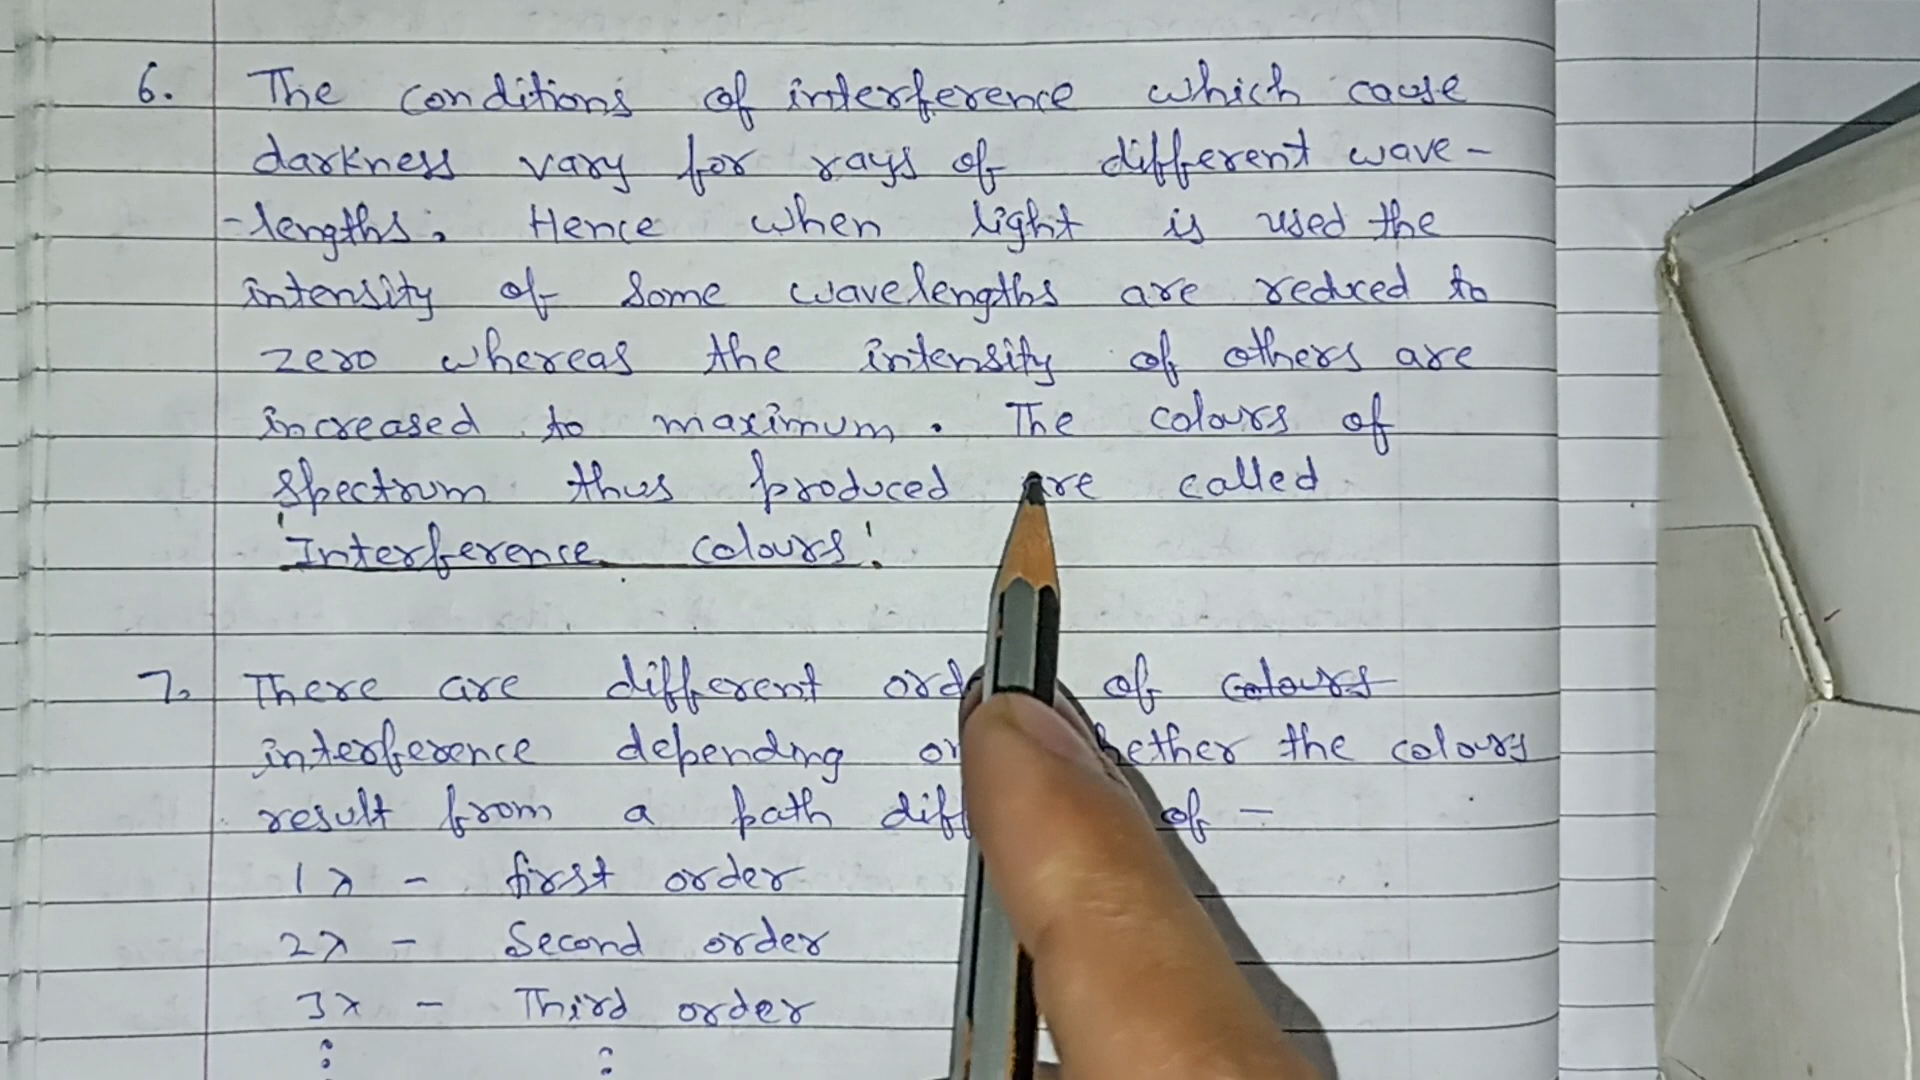 6. The conditions of interference which cause
darkness vary for rays of different wave-
-lengths. Hence when light is used the
intensity of some wavelengths are reduced to
zero whereas the intensity of others are
increased to maximum. The colours of
spectrum thus produced are called
'Interference colours'.
7. There are different of colours
interference depending the colours
result from a path of -
1λ - first order
2λ - Second order
3λ - Third order